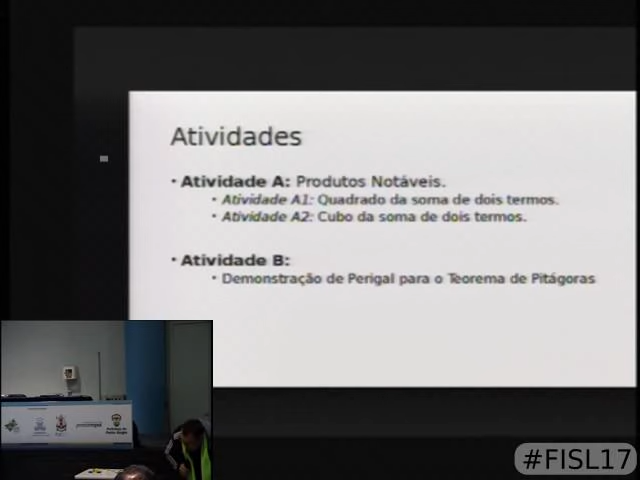 Atividades
• Atividade A: Produtos Notáveis.
• Atividade A1: Quadrado da soma de dois termos.
• Atividade A2: Cubo da soma de dois termos.
• Atividade B:
• Demonstração de Perigal para o Teorema de Pitágoras
#FISL17